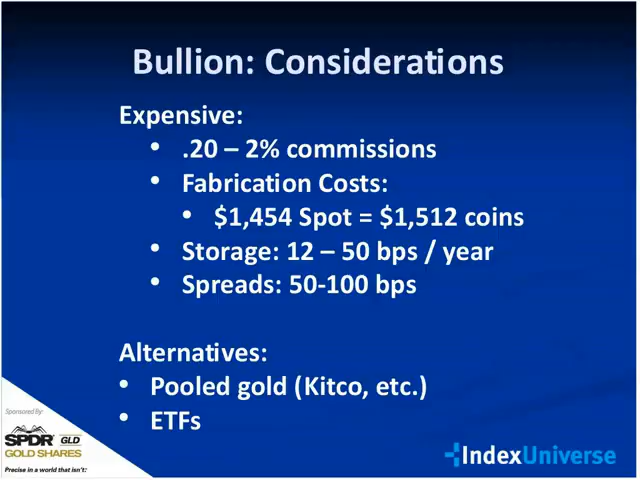 Bullion: Considerations
Expensive:
• .20 – 2% commissions
• Fabrication Costs:
• $1,454 Spot = $1,512 coins
• Storage: 12 – 50 bps / year
• Spreads: 50-100 bps
Alternatives:
• Pooled gold (Kitco, etc.)
• ETFs
Sponsored By:
SPDR® GLD
GOLD SHARES
Precise in a world that isn't.®
IndexUniverse